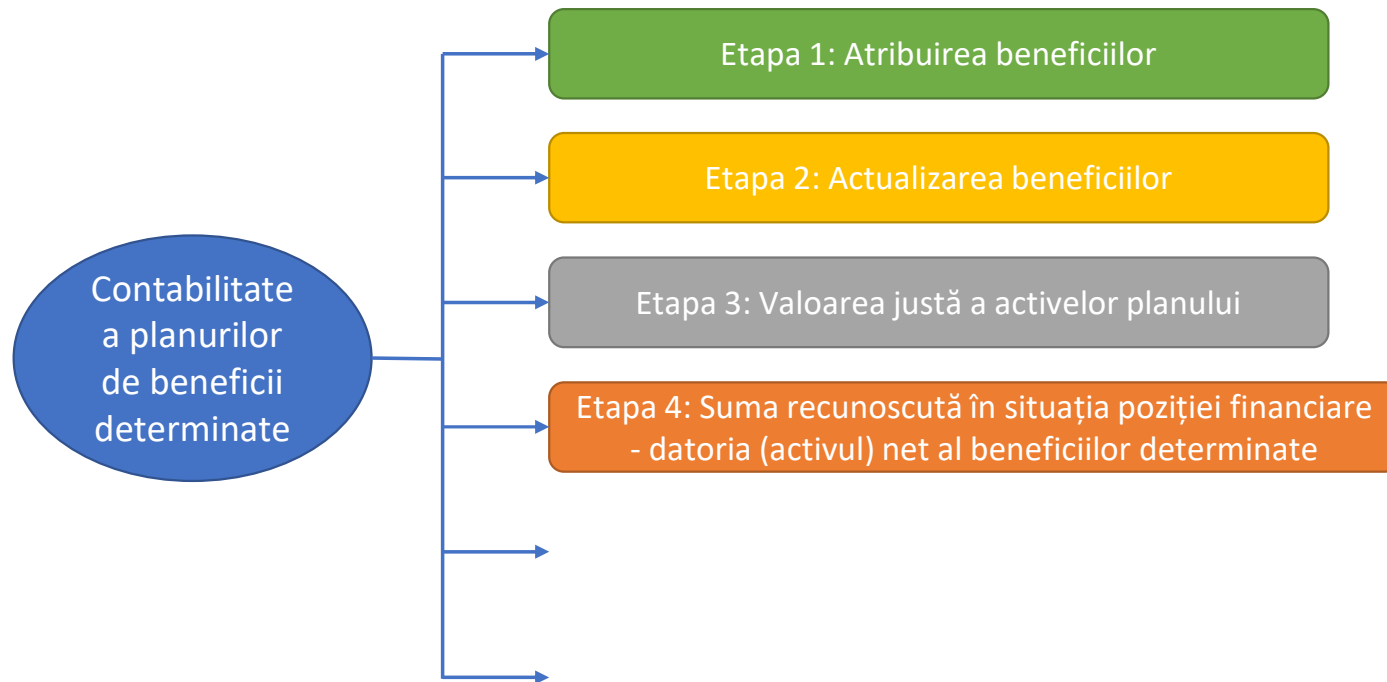 Etapa 1: Atribuirea beneficiilor
Etapa 2: Actualizarea beneficiilor
Etapa 3: Valoarea justă a activelor planului
Etapa 4: Suma recunoscută în situația poziției financiare
- datoria (activul) net al beneficiilor determinate
Contabilitate
a planurilor
de beneficii
determinate